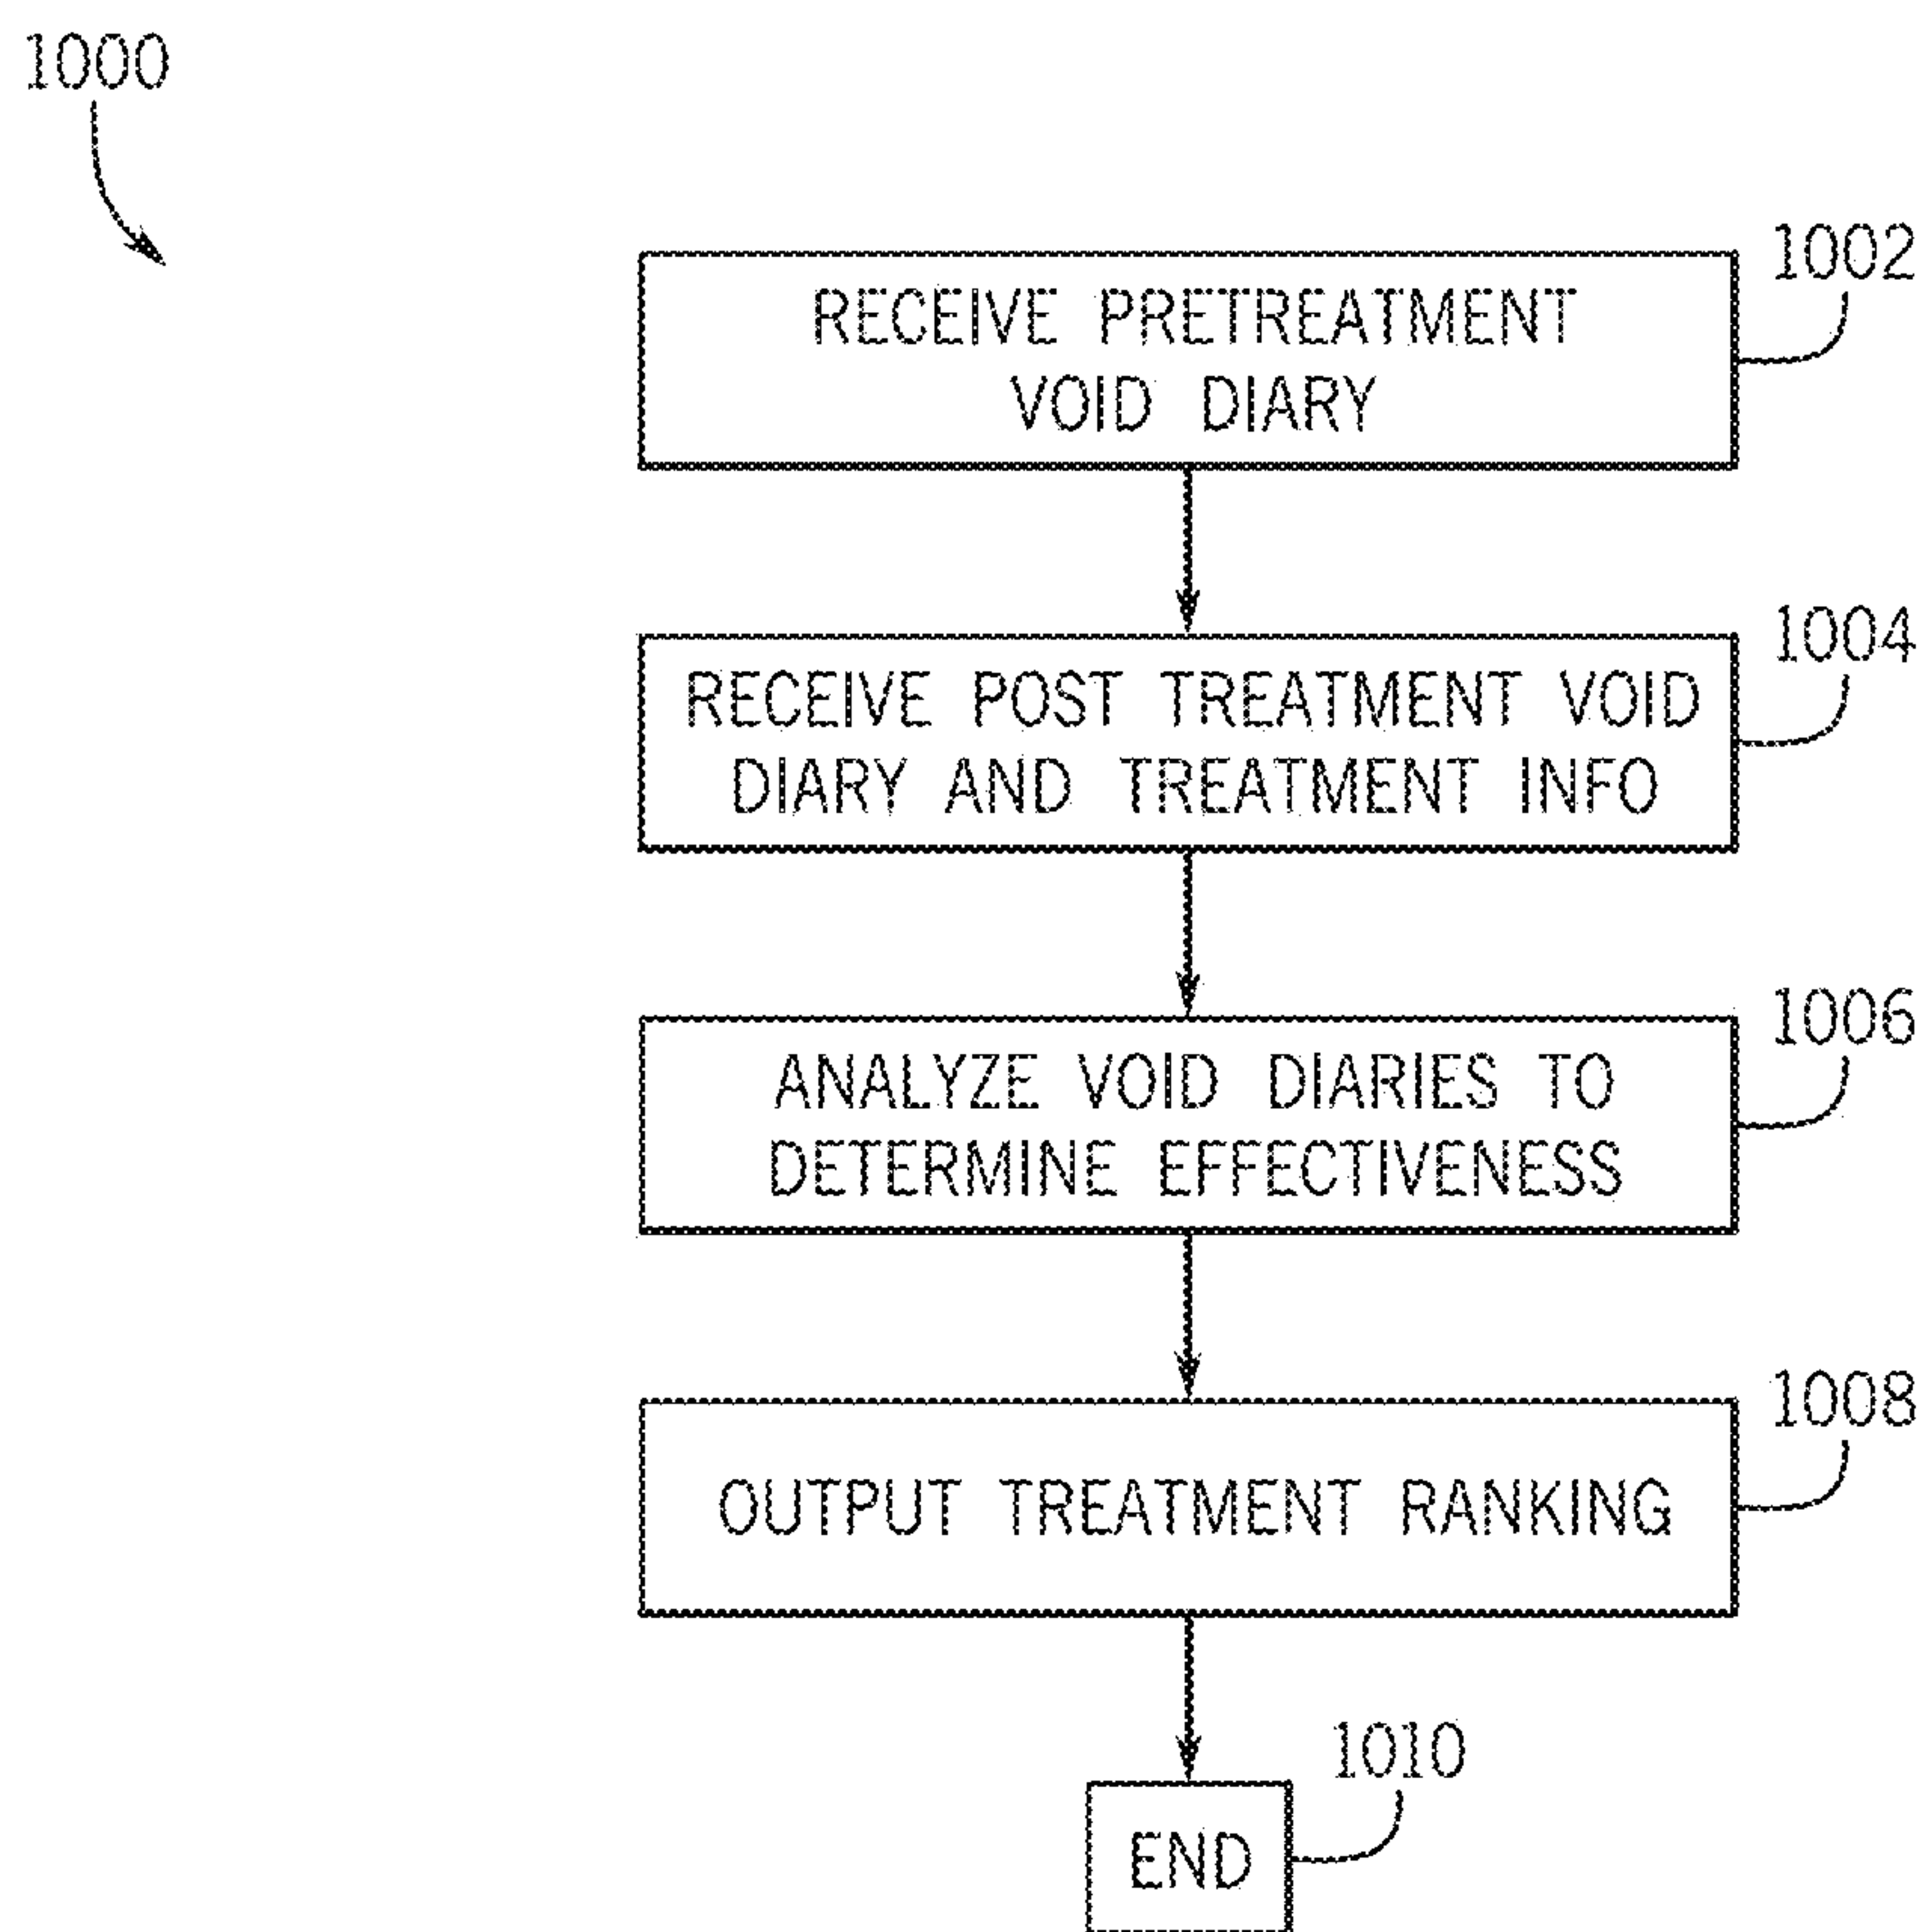 1000
1002
RECEIVE PRETREATMENT
VOID DIARY
1004
RECEIVE POST TREATMENT VOID
DIARY AND TREATMENT INFO
1006
ANALYZE VOID DIARIES TO
DETERMINE EFFECTIVENESS
1008
OUTPUT TREATMENT RANKING
1010
END